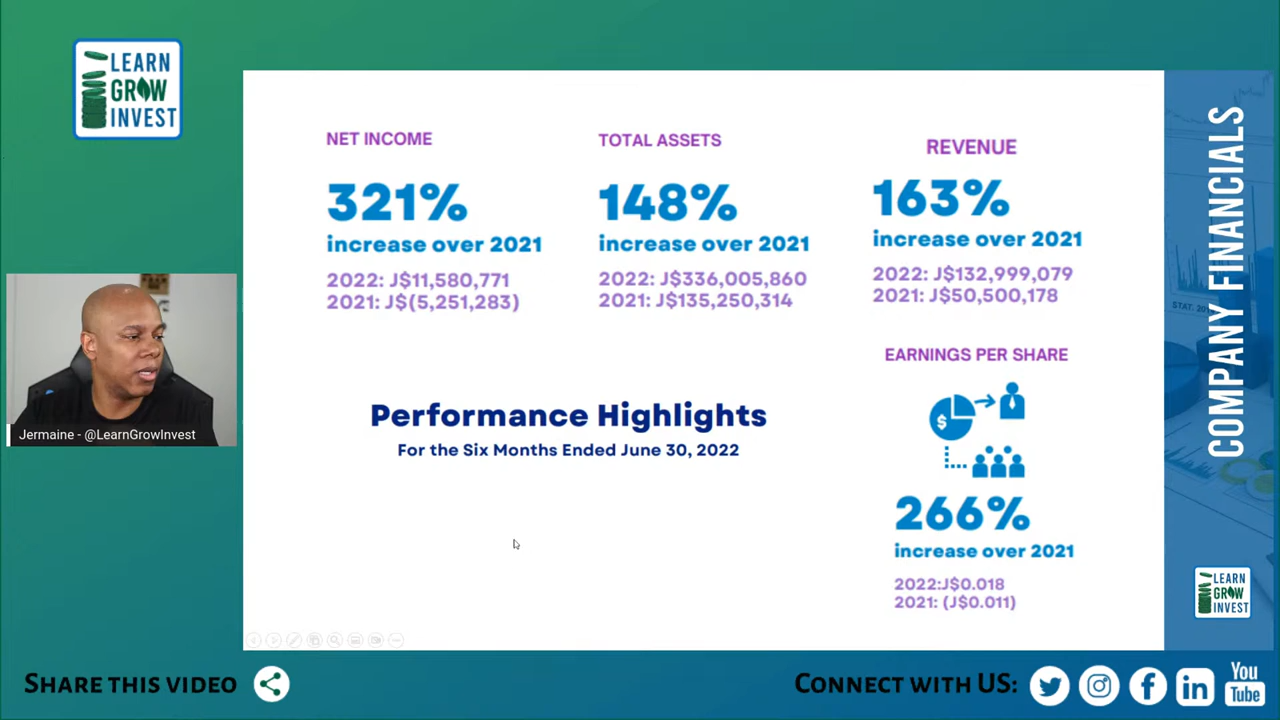 LEARN
GROW
INVEST
NET INCOME
321%
increase over 2021
2022: J$11,580,771
2021: J$(5,251,283)
TOTAL ASSETS
148%
increase over 2021
2022: J$336,005,860
2021: J$135,250,314
REVENUE
163%
increase over 2021
2022: J$132,999,079
2021: J$50,500,178
Performance Highlights
For the Six Months Ended June 30, 2022
EARNINGS PER SHARE
$
266%
increase over 2021
2022:J$0.018
2021: (J$0.011)
COMPANY FINANCIALS
Jermaine - @LearnGrowInvest
LEARN
GROW
INVEST
SHARE THIS VIDEO
CONNECT WITH US:
in
You
Tube